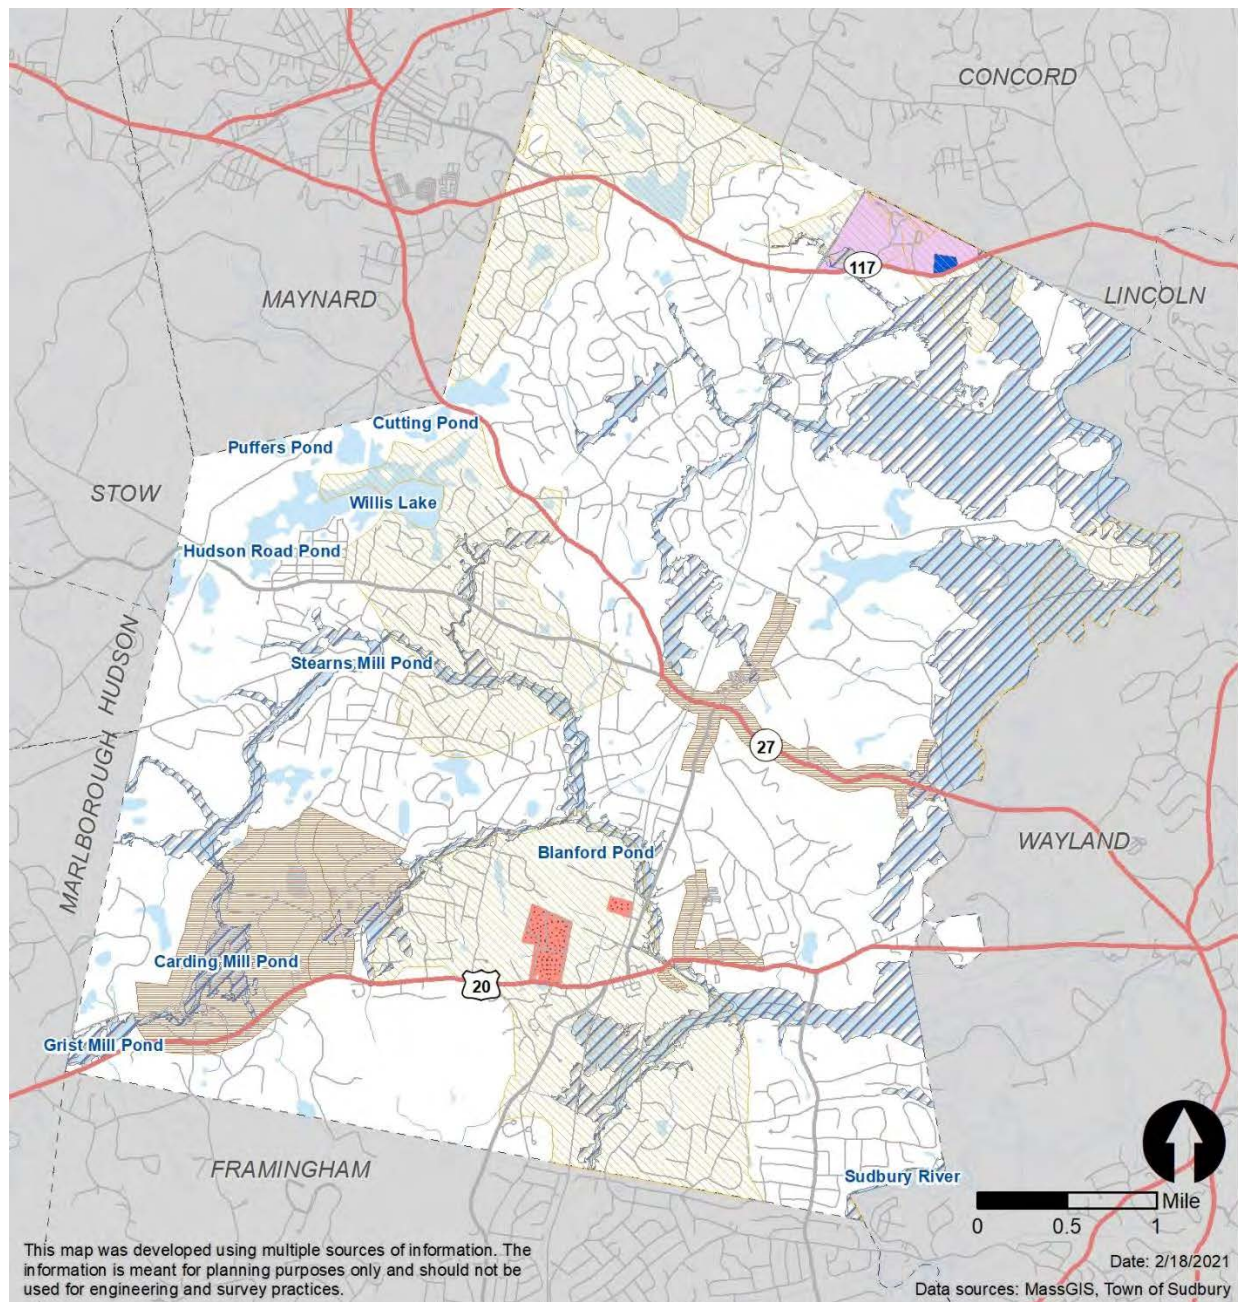 CONCORD
117
LINCOLN
MAYNARD
Cutting Pond
Puffers Pond
STOW
Willis Lake
Hudson Road Pond
HUDSON
Stearns Mill Pond
27
MARLBOROUGH
WAYLAND
Blanford Pond
Carding Mill Pond
20
Grist Mill Pond
FRAMINGHAM
Sudbury River
Mile
0 0.5 1
This map was developed using multiple sources of information. The
information is meant for planning purposes only and should not be
used for engineering and survey practices.
Date: 2/18/2021
Data sources: MassGIS, Town of Sudbury